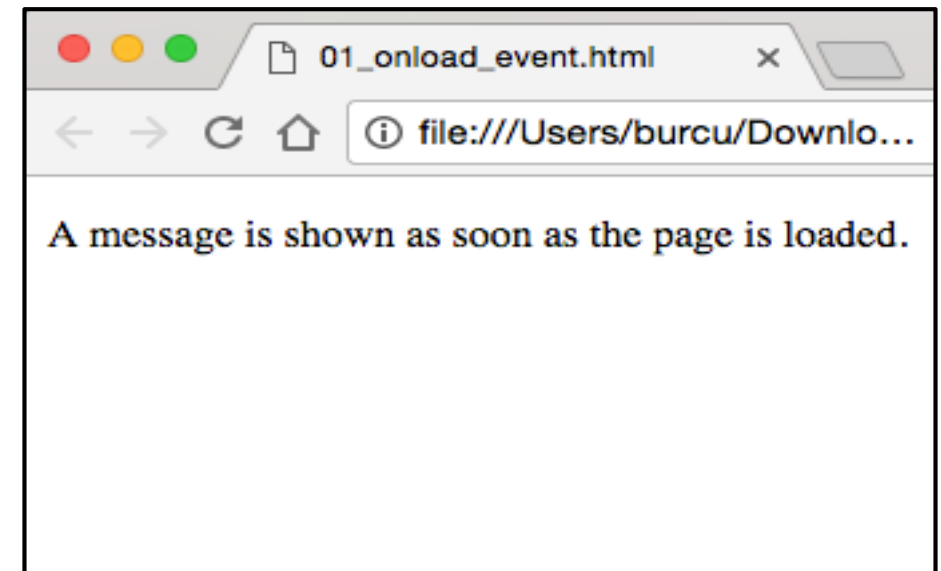 01_onload_event.html
file:///Users/burcu/Downlo...
A message is shown as soon as the page is loaded.